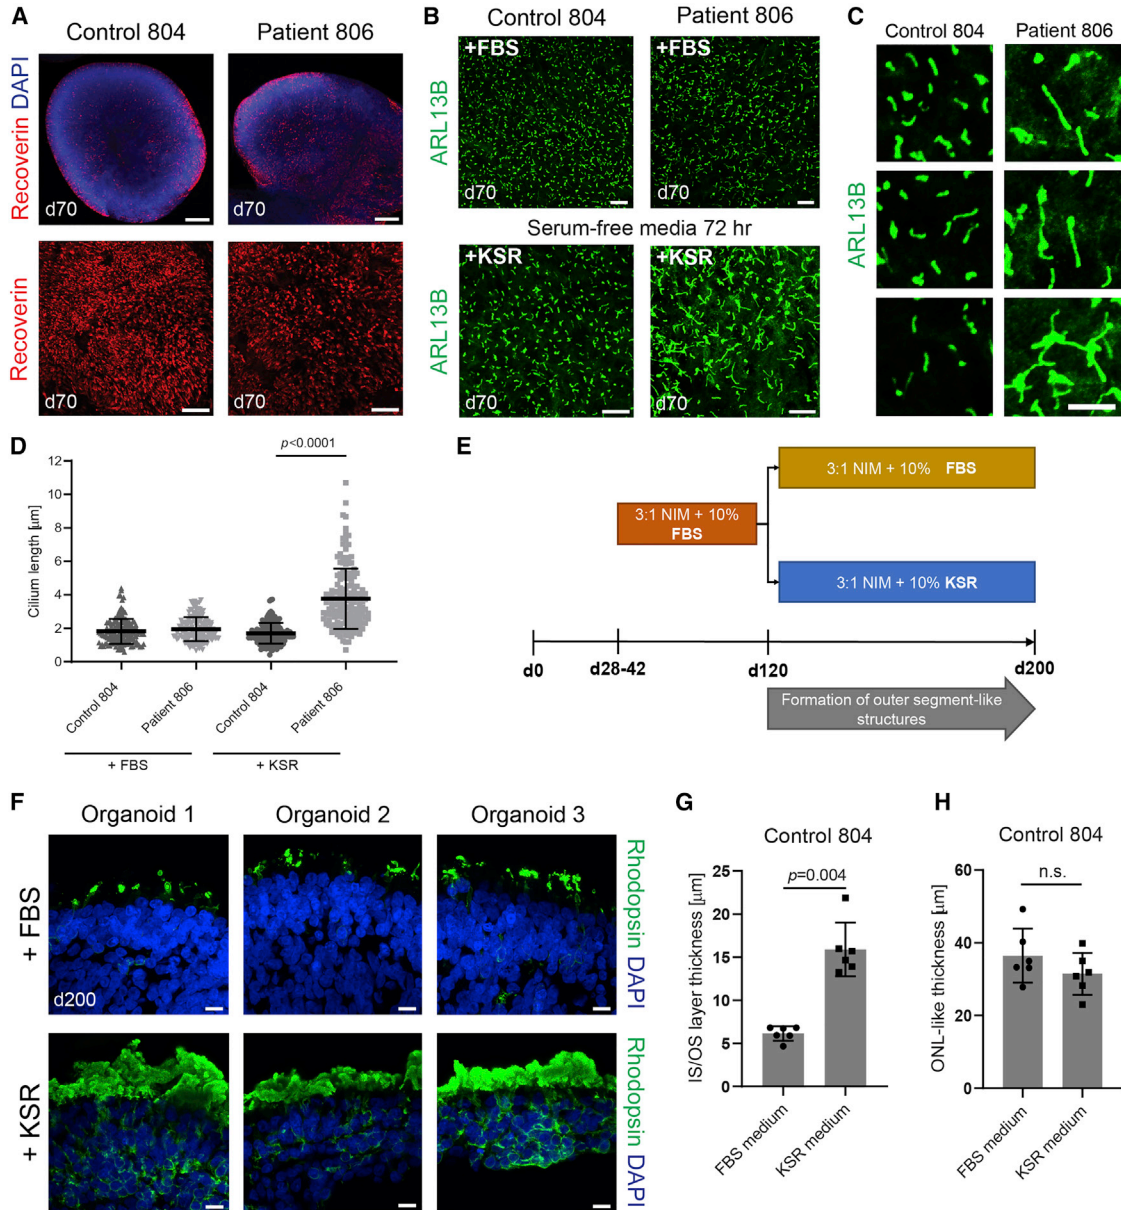 A
Control 804
Patient 806
Recoverin DAPI
d70
d70
Recoverin
d70
d70
B
Control 804
Patient 806
ARL13B
+FBS
+FBS
d70
d70
Serum-free media 72 hr
ARL13B
+KSR
+KSR
d70
d70
C
Control 804
Patient 806
ARL13B
D
p<0.0001
Cilium length [µm]
12
10
8
6
4
2
0
Control 804
Patient 806
Control 804
Patient 806
+ FBS
+ KSR
E
3:1 NIM + 10% FBS
3:1 NIM + 10%
FBS
3:1 NIM + 10% KSR
d0
d28-42
d120
d200
Formation of outer segment-like
structures
F
Organoid 1
Organoid 2
Organoid 3
+ FBS
d200
Rhodopsin DAPI
+ KSR
Rhodopsin DAPI
G
Control 804
p=0.004
IS/OS layer thickness [µm]
25
20
15
10
5
0
FBS medium
KSR medium
H
Control 804
n.s.
ONL-like thickness [µm]
60
40
20
0
FBS medium
KSR medium